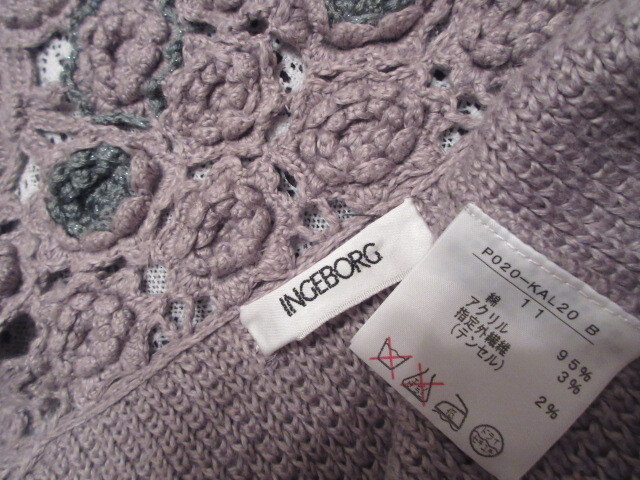 INGEBORG
P020-KAL20 B
11
綿 95%
アクリル 3%
指定外繊維
(テンセル) 2%